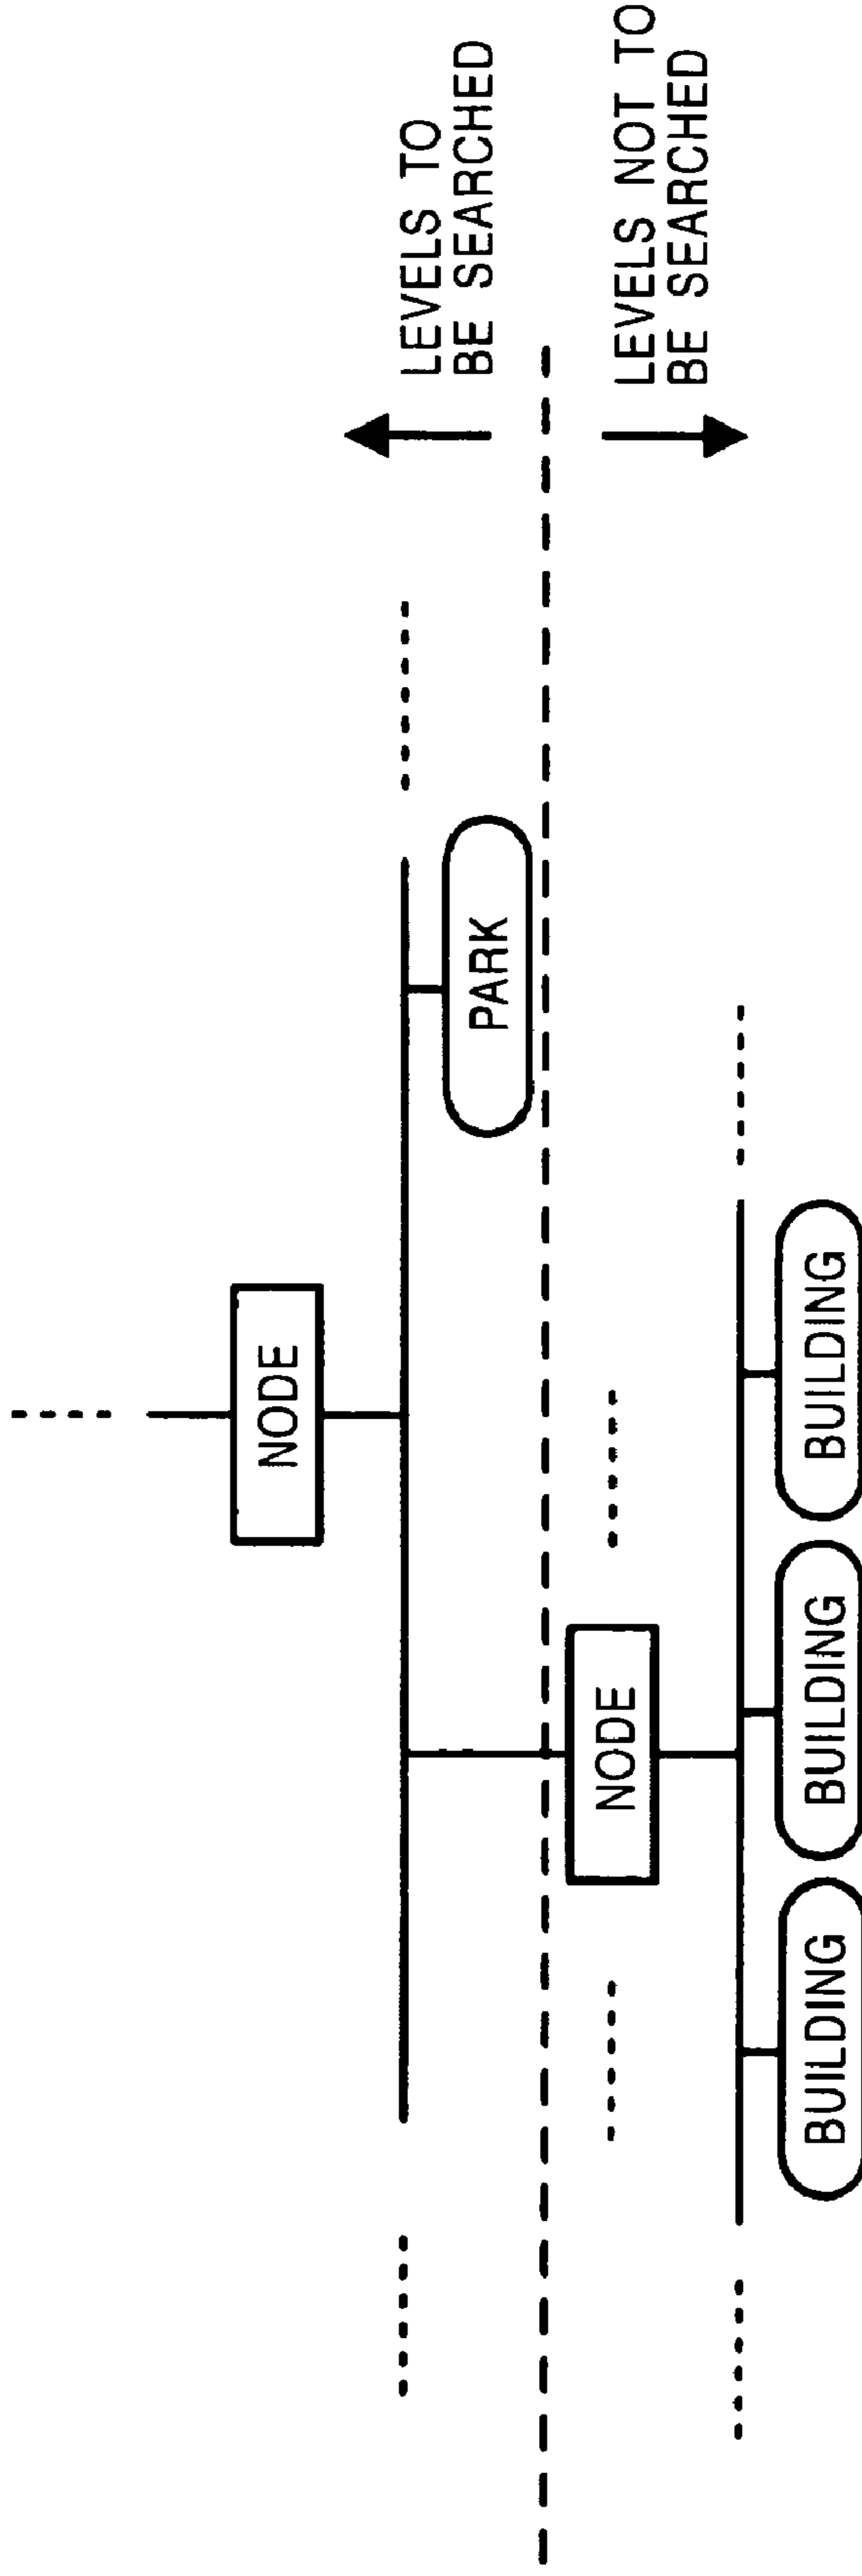 NODE
PARK
LEVELS TO
BE SEARCHED
NODE
LEVELS NOT TO
BE SEARCHED
BUILDING
BUILDING
BUILDING